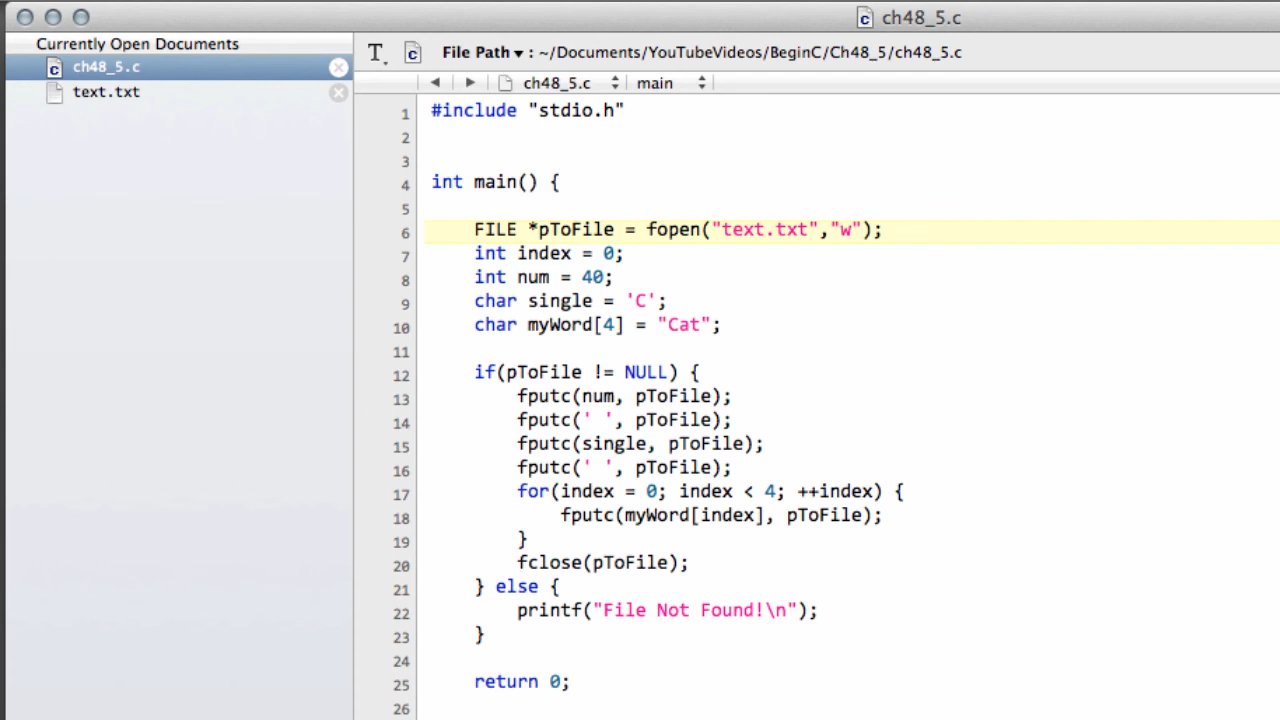 ch48_5.c
Currently Open Documents
ch48_5.c
text.txt
File Path ▾ : ~/Documents/YouTubeVideos/BeginC/Ch48_5/ch48_5.c
ch48_5.c main
1 #include "stdio.h"
2
3
4 int main() {
5
6     FILE *pToFile = fopen("text.txt","w");
7     int index = 0;
8     int num = 40;
9     char single = 'C';
10     char myWord[4] = "Cat";
11
12     if(pToFile != NULL) {
13         fputc(num, pToFile);
14         fputc(' ', pToFile);
15         fputc(single, pToFile);
16         fputc(' ', pToFile);
17         for(index = 0; index < 4; ++index) {
18             fputc(myWord[index], pToFile);
19         }
20         fclose(pToFile);
21     } else {
22         printf("File Not Found!\n");
23     }
24
25     return 0;
26